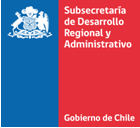 Subsecretaría
de Desarrollo
Regional y
Administrativo
Gobierno de Chile